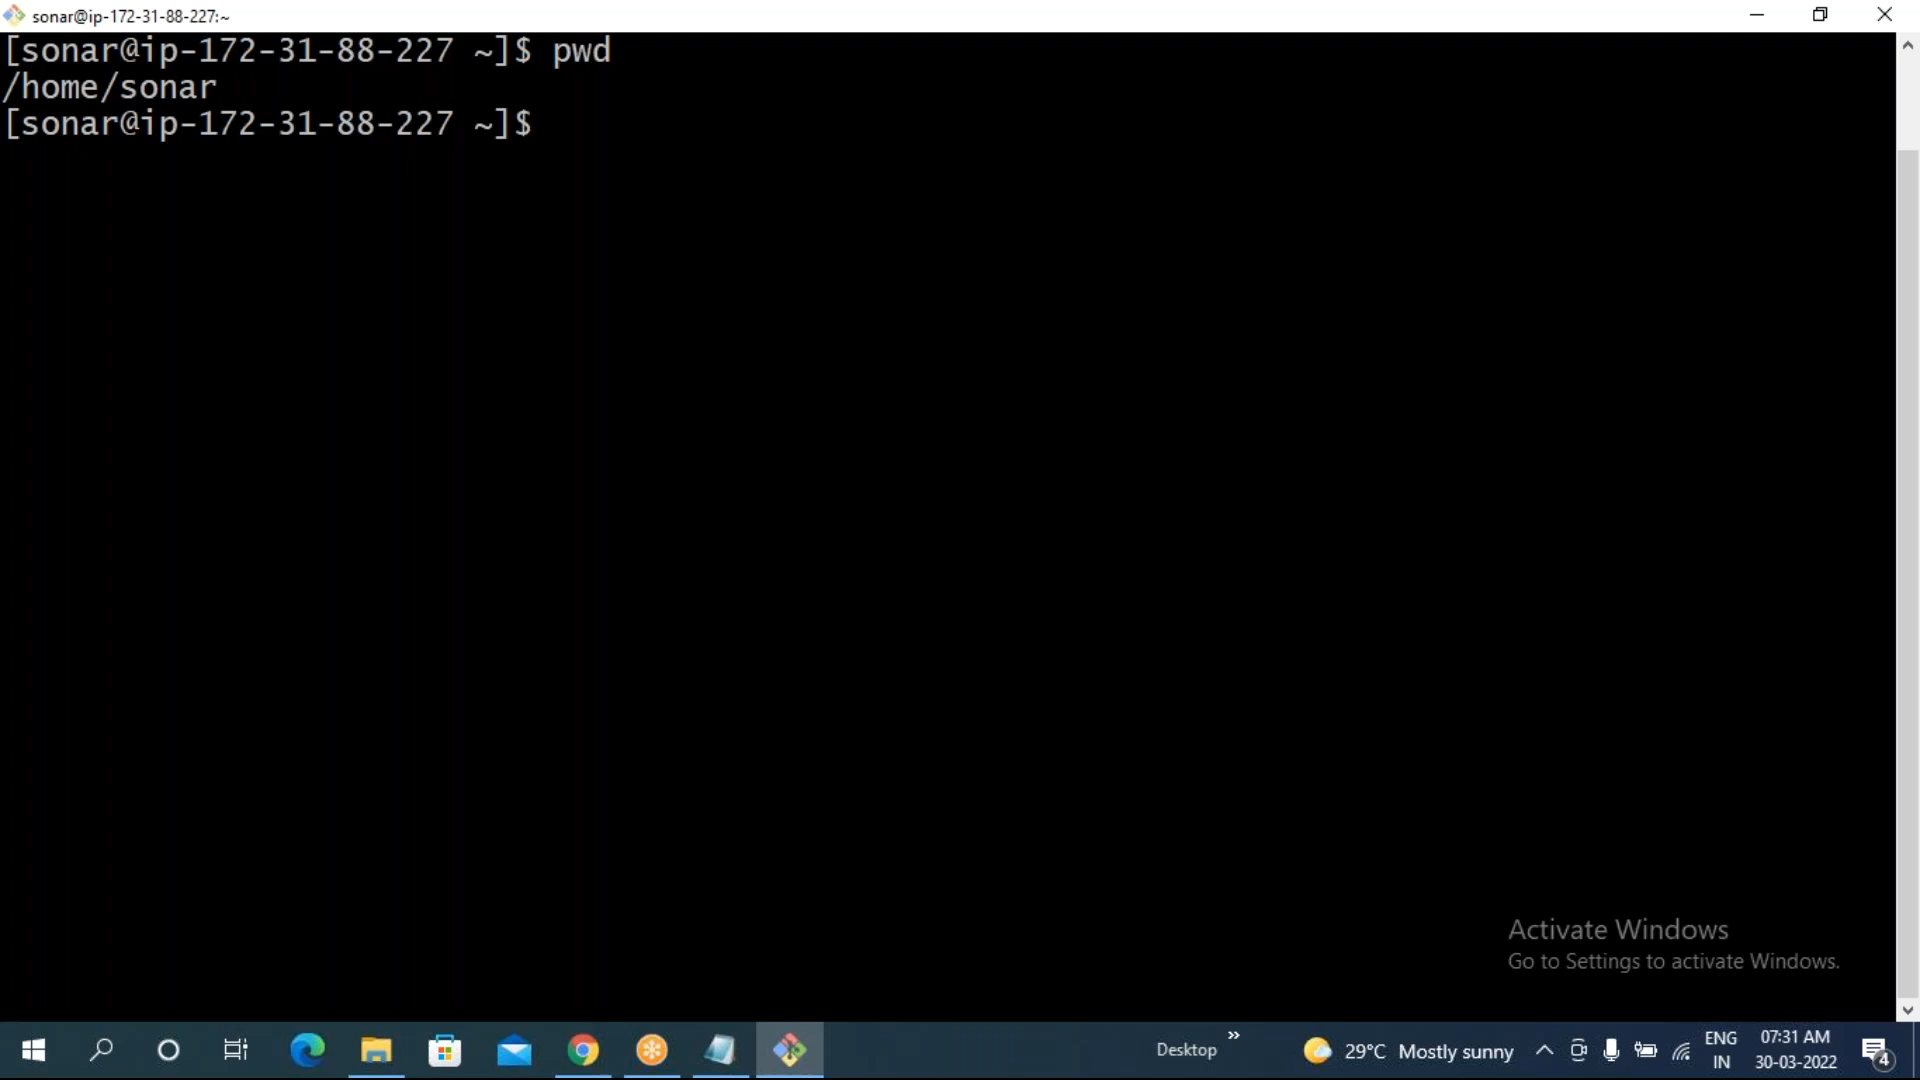 sonar@ip-172-31-88-227:~
[sonar@ip-172-31-88-227 ~]$ pwd
/home/sonar
[sonar@ip-172-31-88-227 ~]$
Activate Windows
Go to Settings to activate Windows.
Desktop
»
29°C Mostly sunny
ENG
IN
07:31 AM
30-03-2022
4